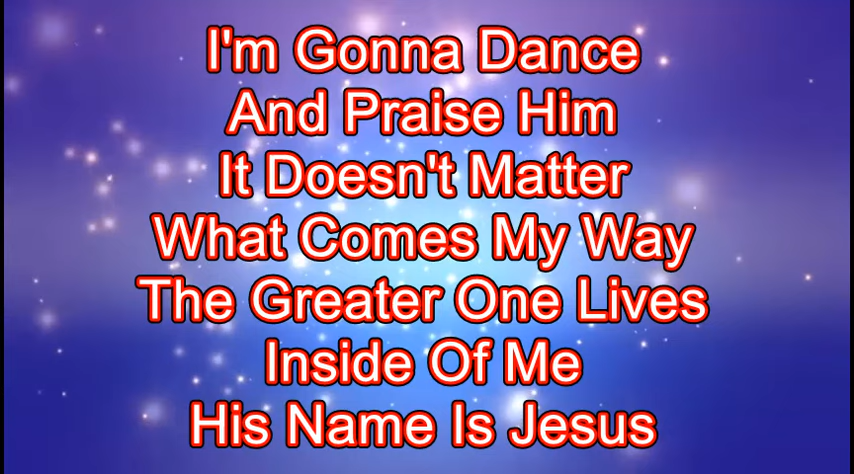 I'm Gonna Dance
And Praise Him
It Doesn't Matter
What Comes My Way
The Greater One Lives
Inside Of Me
His Name Is Jesus